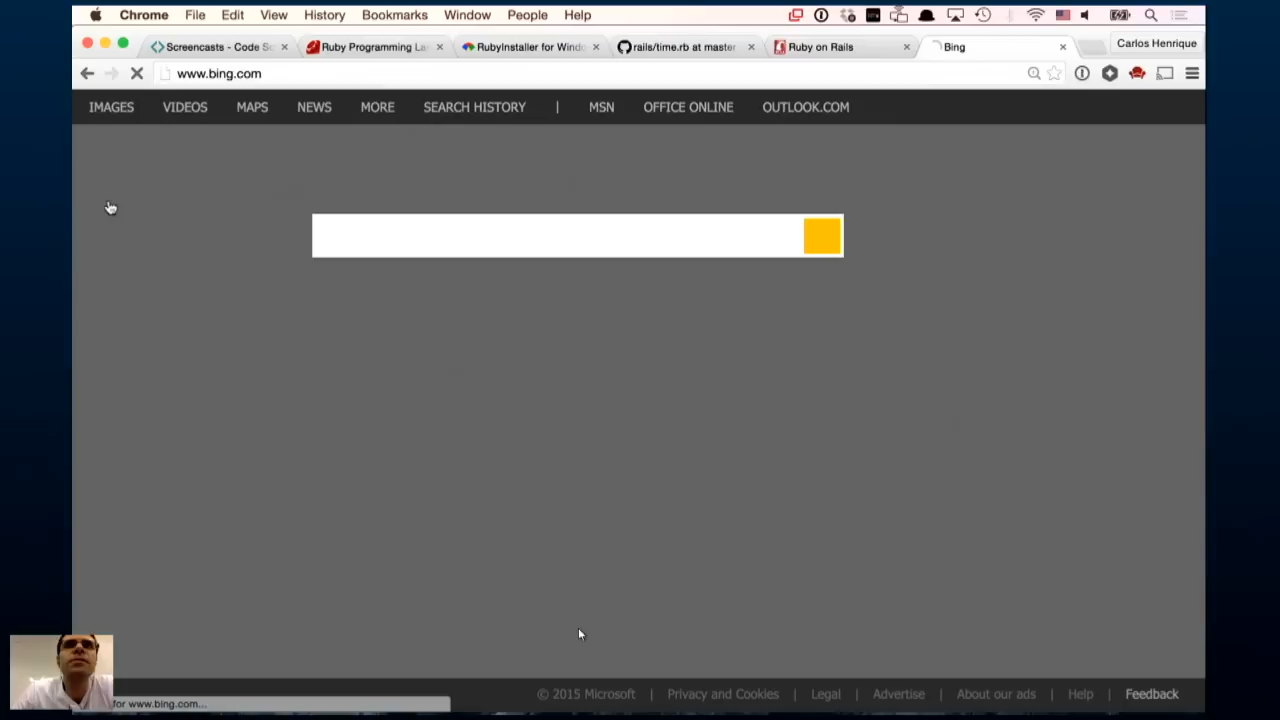 Chrome File Edit View History Bookmarks Window People Help
Screencasts - Code Sc Ruby Programming La RubyInstaller for Windo rails/time.rb at master Ruby on Rails Bing Carlos Henrique
www.bing.com
IMAGES VIDEOS MAPS NEWS MORE SEARCH HISTORY | MSN OFFICE ONLINE OUTLOOK.COM
© 2015 Microsoft | Privacy and Cookies | Legal | Advertise | About our ads | Help | Feedback
for www.bing.com...